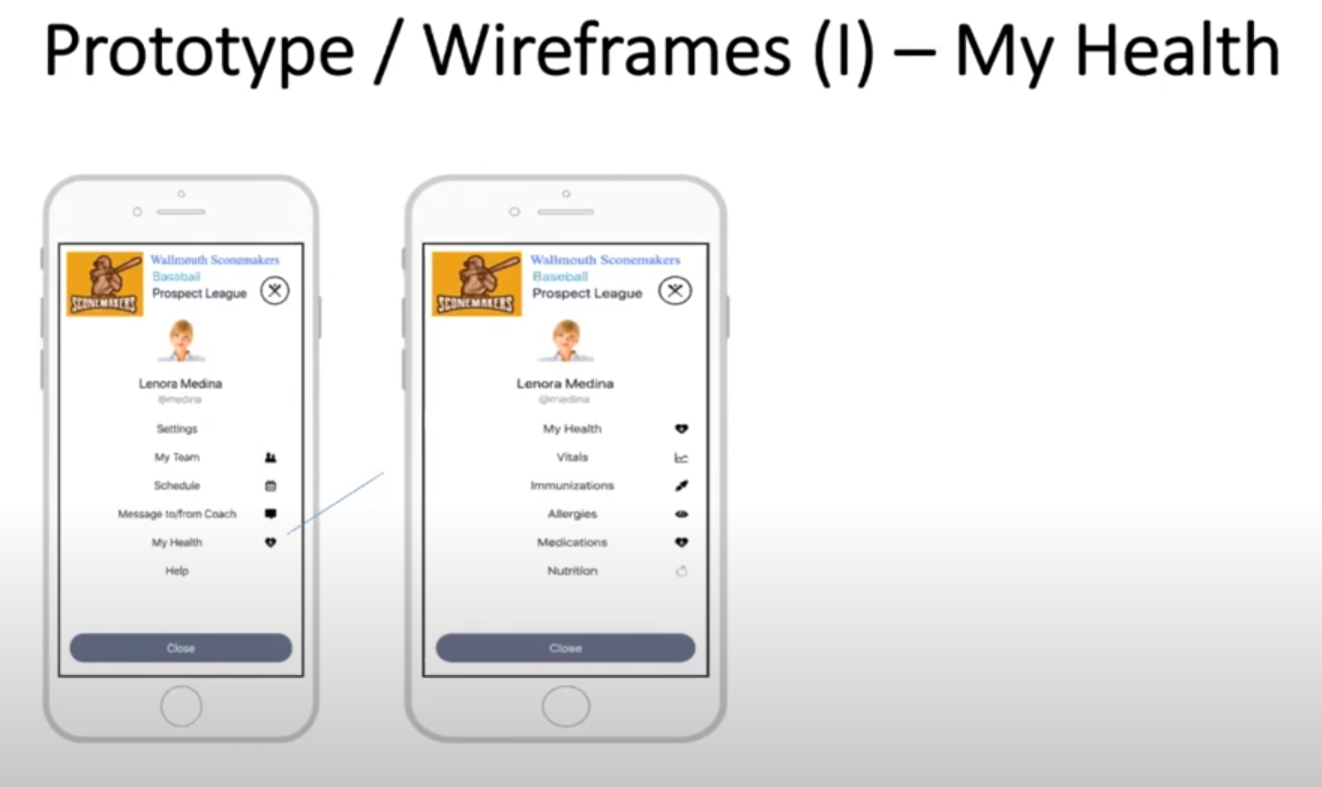 Prototype / Wireframes (I) – My Health
SCONEMAKERS
Wallmouth Sconemakers
Baseball
Prospect League
Lenora Medina
@medina
Settings
My Team
Schedule
Message to/from Coach
My Health
Help
Close
SCONEMAKERS
Wallmouth Sconemakers
Baseball
Prospect League
Lenora Medina
@medina
My Health
Vitals
Immunizations
Allergies
Medications
Nutrition
Close